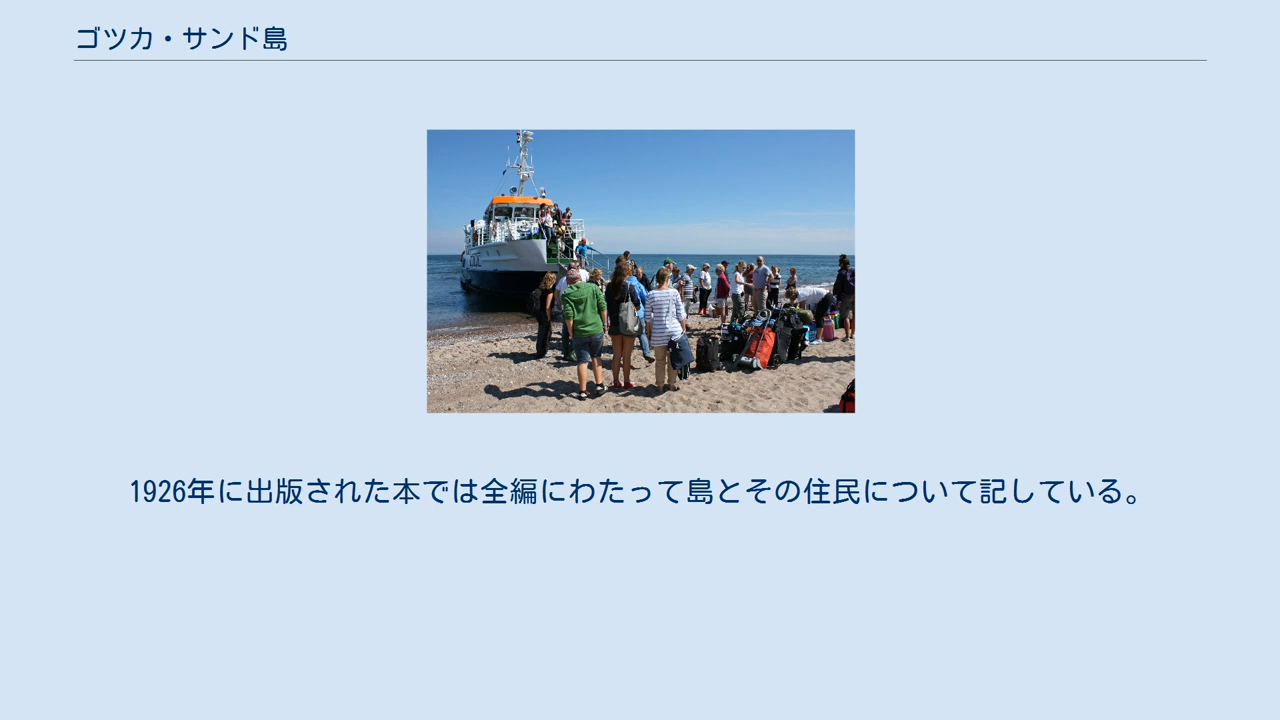 ゴツカ・サンド島
1926年に出版された本では全編にわたって島とその住民について記している。